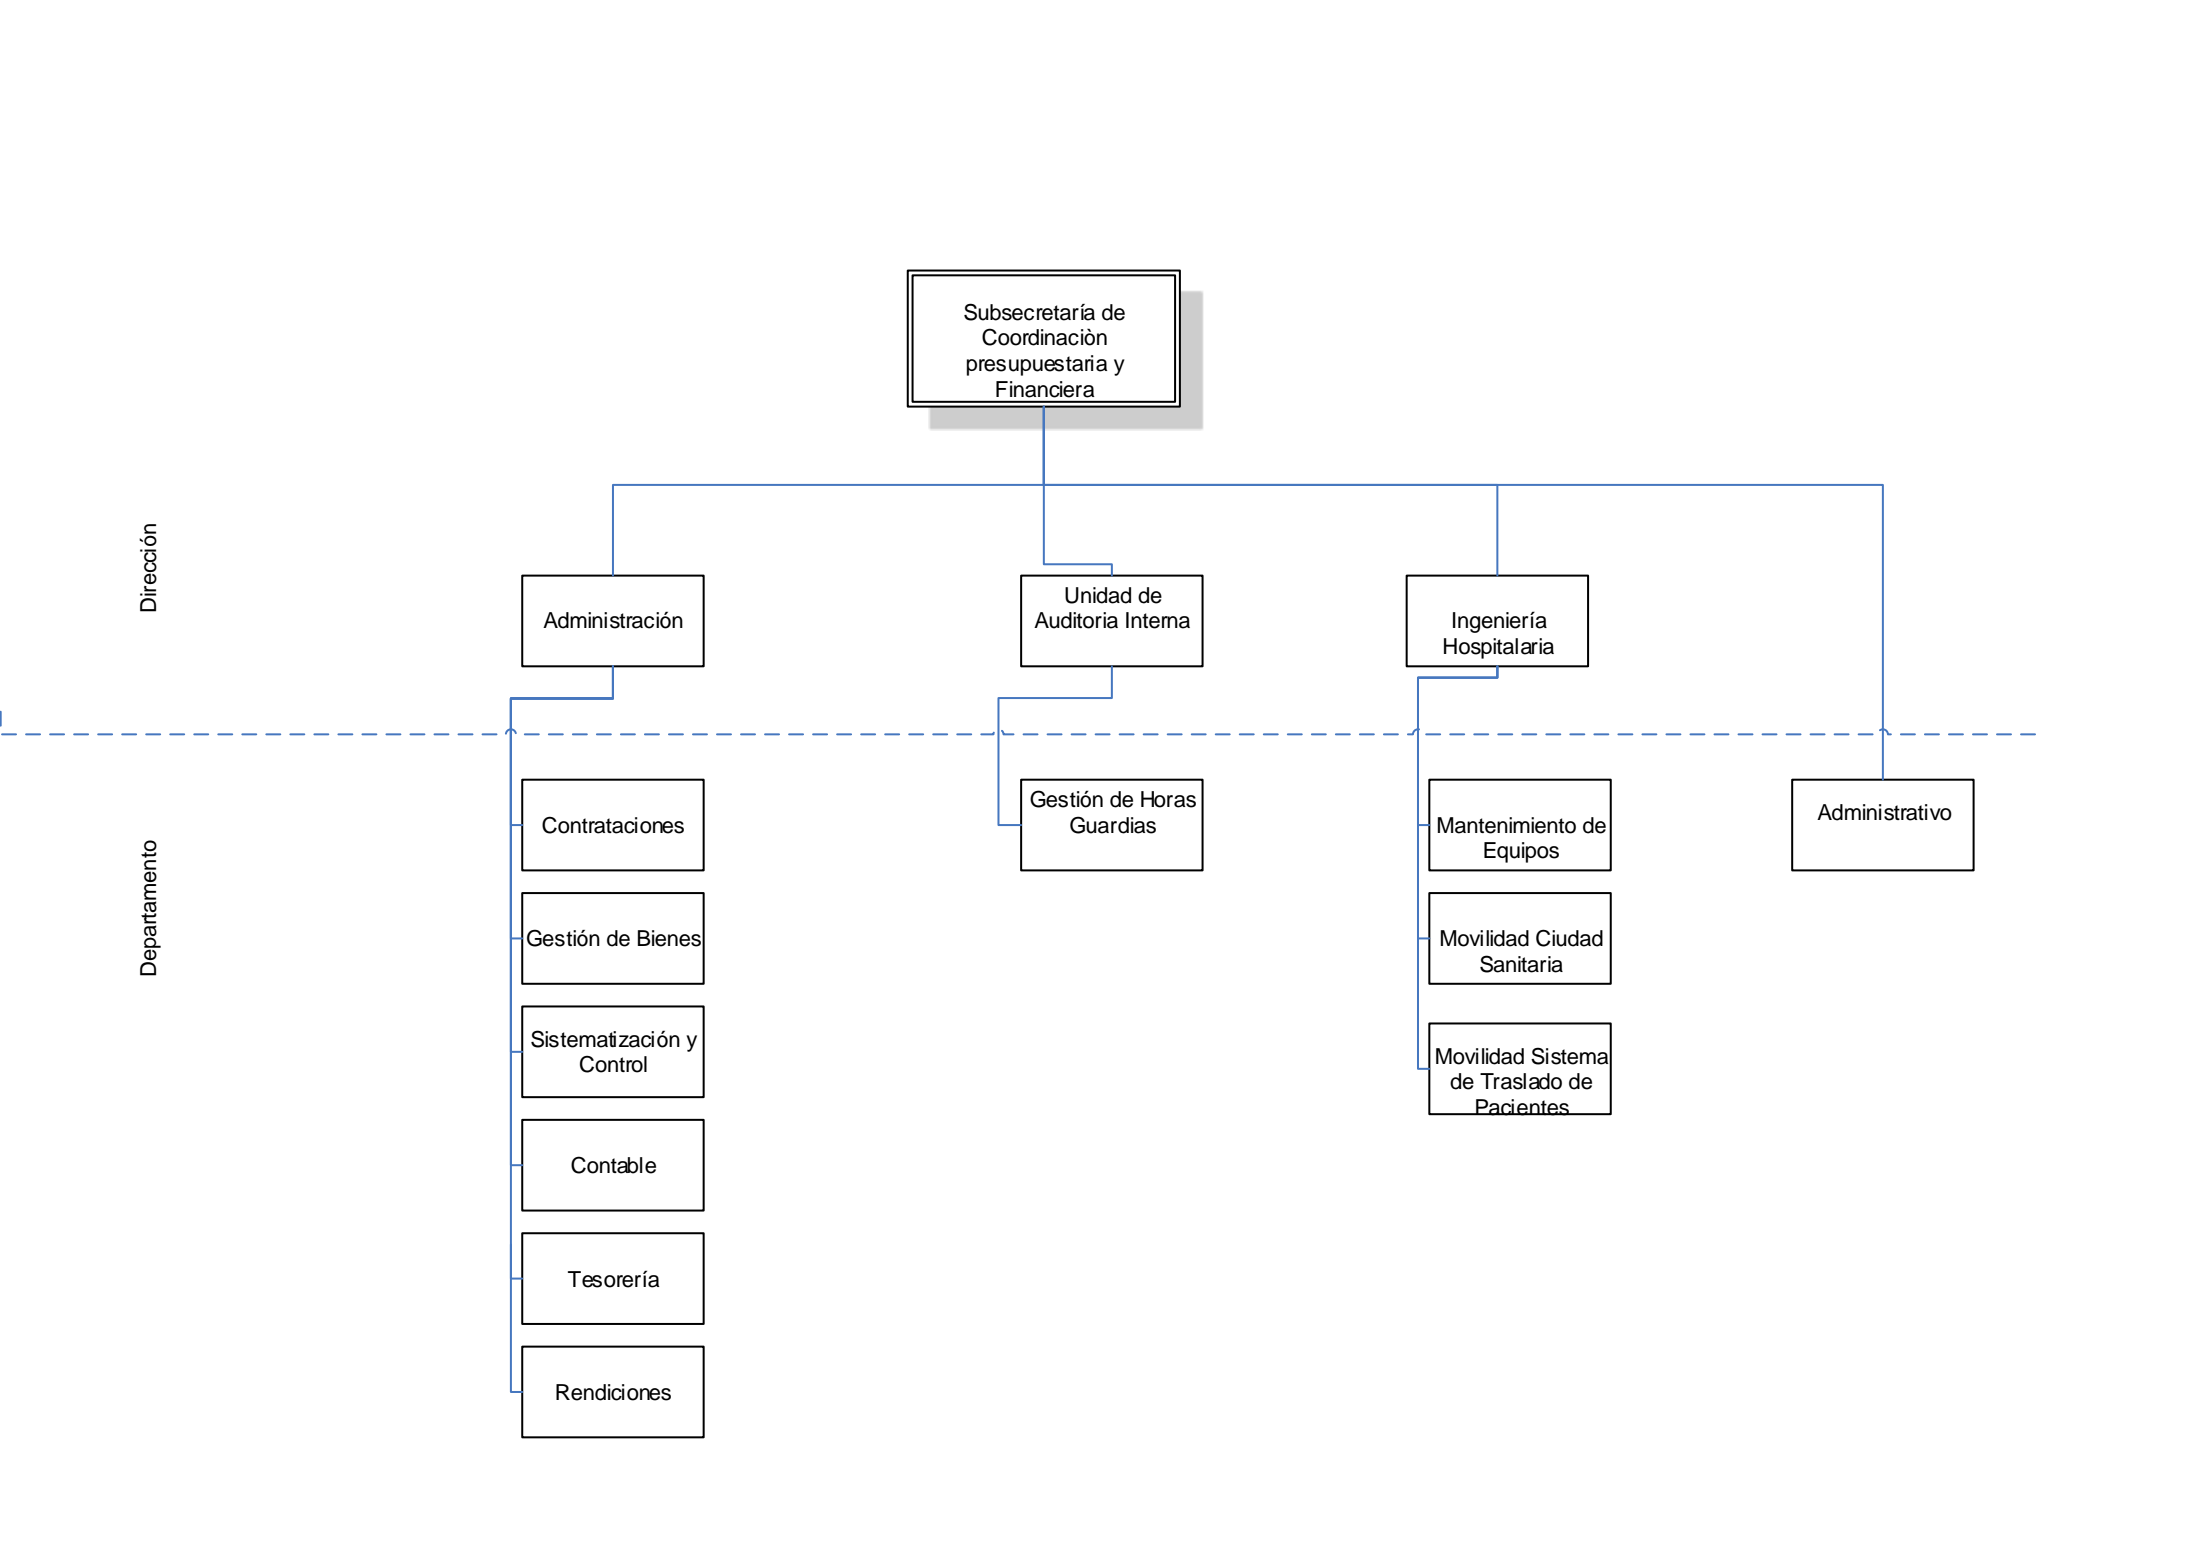 Subsecretaría de
Coordinaciòn
presupuestaria y
Financiera
Dirección
Administración
Unidad de
Auditoria Interna
Ingeniería
Hospitalaria
Departamento
Contrataciones
Gestión de Bienes
Sistematización y
Control
Contable
Tesorería
Rendiciones
Gestión de Horas
Guardias
Mantenimiento de
Equipos
Movilidad Ciudad
Sanitaria
Movilidad Sistema
de Traslado de
Pacientes
Administrativo